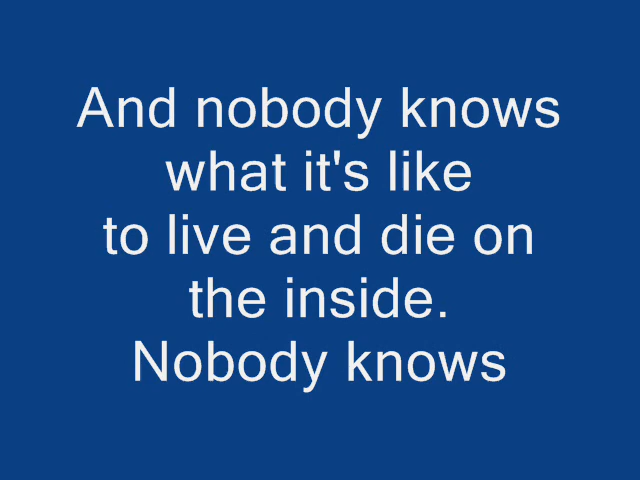 And nobody knows
what it's like
to live and die on
the inside.
Nobody knows